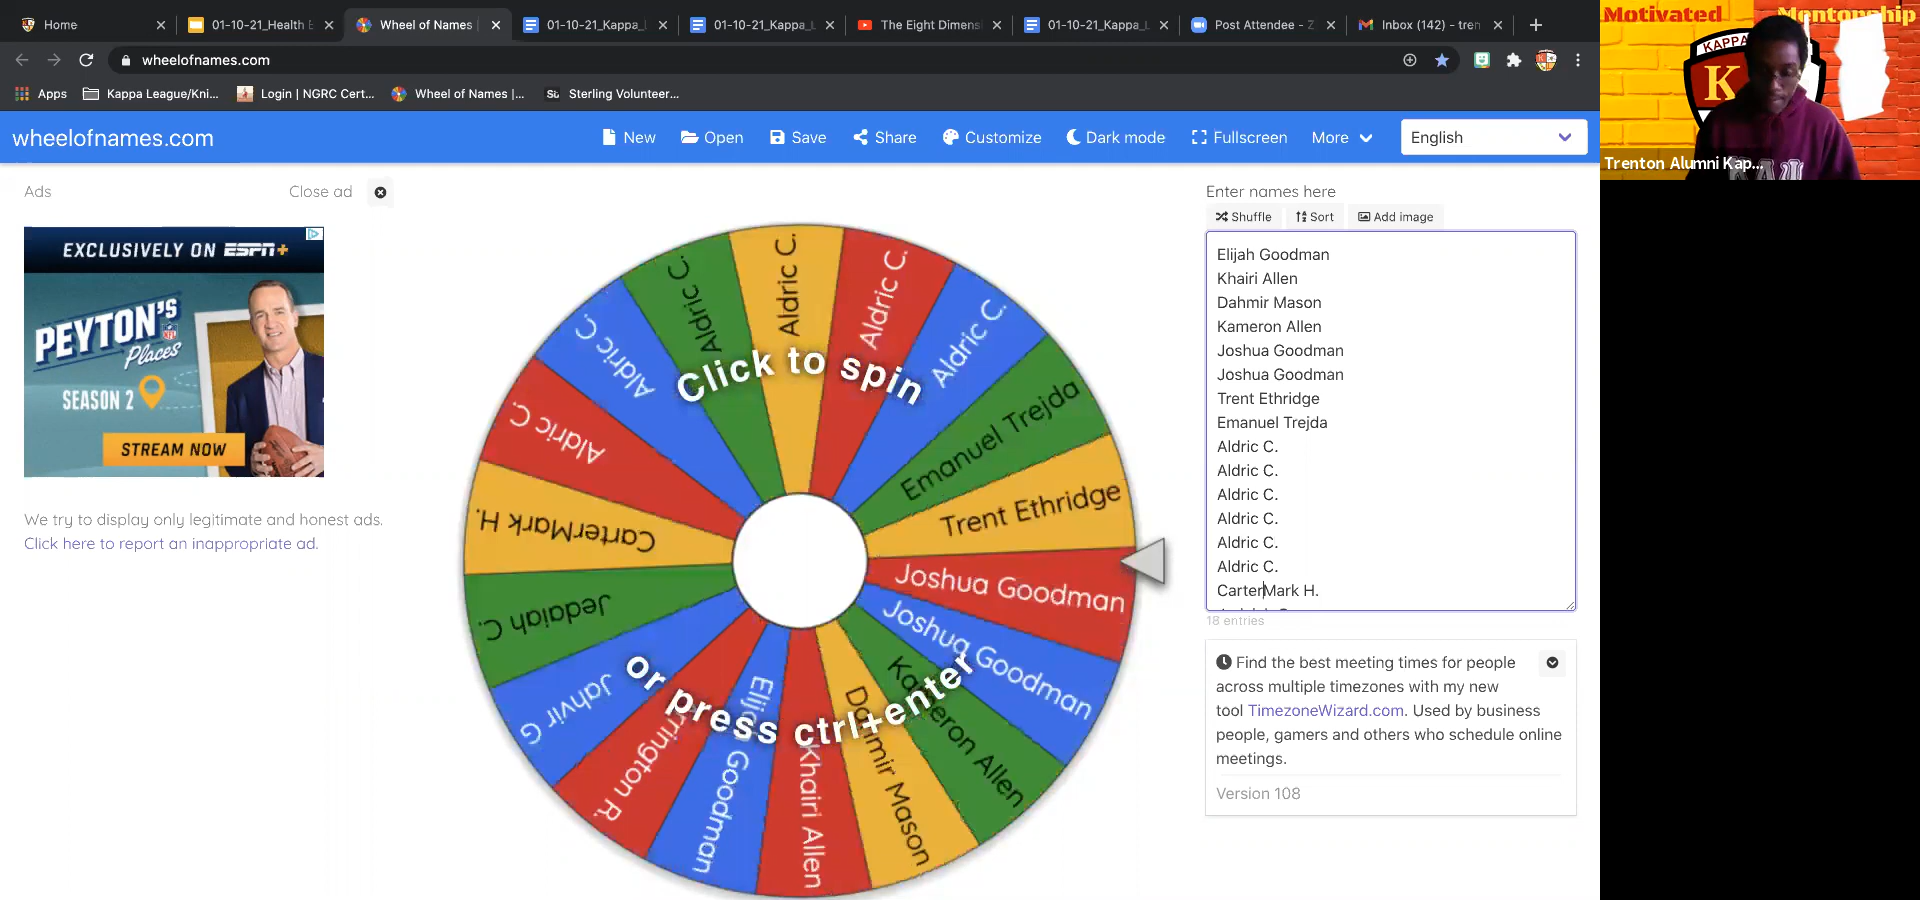 Home
01-10-21_Health E
Wheel of Names |
01-10-21_Kappa_
01-10-21_Kappa_L
The Eight Dimens
01-10-21_Kappa_L
Post Attendee - Z
Inbox (142) - tren
wheelofnames.com
Apps
Kappa League/Kni...
Login | NGRC Cert...
Wheel of Names |...
Sterling Volunteer...
wheelofnames.com
New
Open
Save
Share
Customize
Dark mode
Fullscreen
More
English
Ads
Close ad
EXCLUSIVELY ON ESPN+
PEYTON'S
Places
SEASON 2
STREAM NOW
We try to display only legitimate and honest ads.
Click here to report an inappropriate ad.
Click to spin
or press ctrl+enter
Aldric C.
Aldric C.
Aldric C.
Aldric C.
Aldric C.
Aldric C.
Emanuel Trejda
Trent Ethridge
Joshua Goodman
Joshua Goodman
Kameron Allen
Dahmir Mason
Khairi Allen
Elijah Goodman
rrington R.
Jahvir G
Jedaiah C.
CarterMark H.
Enter names here
Shuffle
Sort
Add image
Elijah Goodman
Khairi Allen
Dahmir Mason
Kameron Allen
Joshua Goodman
Joshua Goodman
Trent Ethridge
Emanuel Trejda
Aldric C.
Aldric C.
Aldric C.
Aldric C.
Aldric C.
Aldric C.
CarterMark H.
18 entries
Find the best meeting times for people
across multiple timezones with my new
tool TimezoneWizard.com. Used by business
people, gamers and others who schedule online
meetings.
Version 108
Motivated
Mentorship
KAPPA
K
Trenton Alumni Kap...